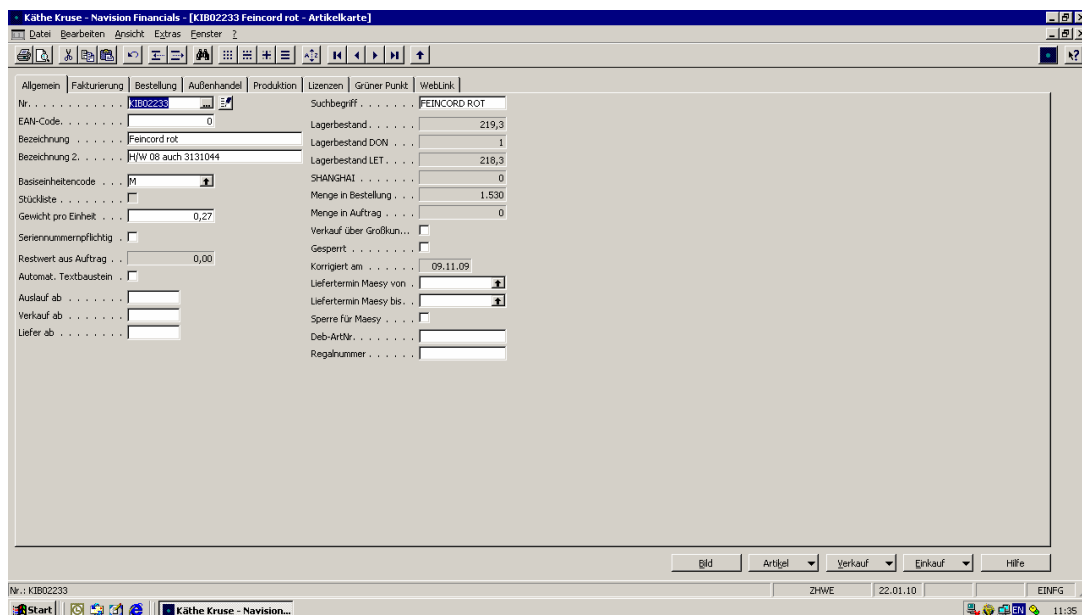 Käthe Kruse - Navision Financials - [KIB02233 Feincord rot - Artikelkarte]
Datei Bearbeiten Ansicht Extras Fenster ?
Allgemein Fakturierung Bestellung Außenhandel Produktion Lizenzen Grüner Punkt WebLink
Nr. . . . . . . . . . . . . KIB02233 ...
EAN-Code. . . . . . . . . 0
Bezeichnung . . . . . . Feincord rot
Bezeichnung 2. . . . . . H/W 08 auch 3131044
Basiseinheitencode . . . M
Stückliste . . . . . . . .
Gewicht pro Einheit . . . 0,27
Seriennummernpflichtig .
Restwert aus Auftrag . . 0,00
Automat. Textbaustein .
Auslauf ab . . . . . . .
Verkauf ab . . . . . . .
Liefer ab . . . . . . . .
Suchbegriff . . . . . . . FEINCORD ROT
Lagerbestand. . . . . . 219,3
Lagerbestand DON . . . 1
Lagerbestand LET. . . . 218,3
SHANGHAI . . . . . . . 0
Menge in Bestellung . . . 1.530
Menge in Auftrag . . . . 0
Verkauf über Großkun...
Gesperrt . . . . . . . .
Korrigiert am . . . . . . 09.11.09
Liefertermin Maesy von .
Liefertermin Maesy bis. .
Sperre für Maesy . . . .
Deb-ArtNr. . . . . . . .
Regalnummer . . . . . .
Bild Artikel Verkauf Einkauf Hilfe
Nr.: KIB02233 ZHWE 22.01.10 EINFG
Start Käthe Kruse - Navision... EN 11:35